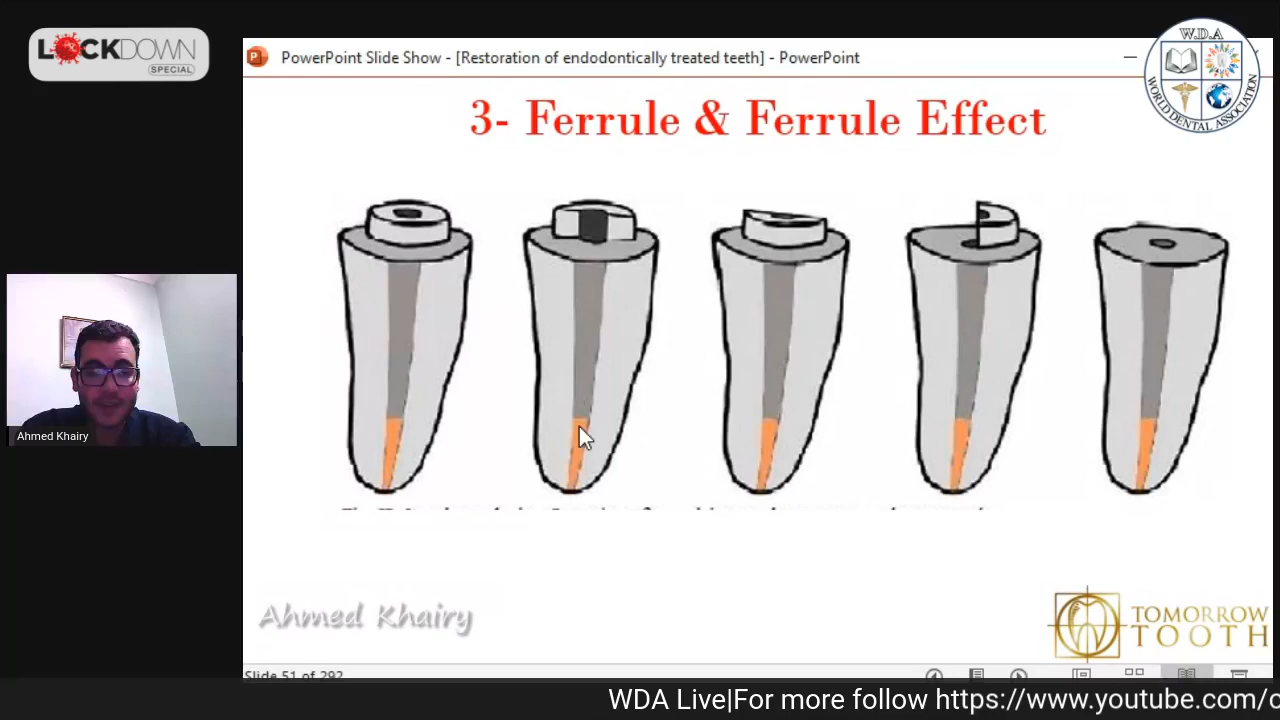 LOCKDOWN
SPECIAL
PowerPoint Slide Show - [Restoration of endodontically treated teeth] - PowerPoint
W.D.A
WORLD DENTAL ASSOCIATION
3- Ferrule & Ferrule Effect
Ahmed Khairy
Ahmed Khairy
TOMORROW
TOOTH
Slide 51 of 292
WDA Live|For more follow https://www.youtube.com/c